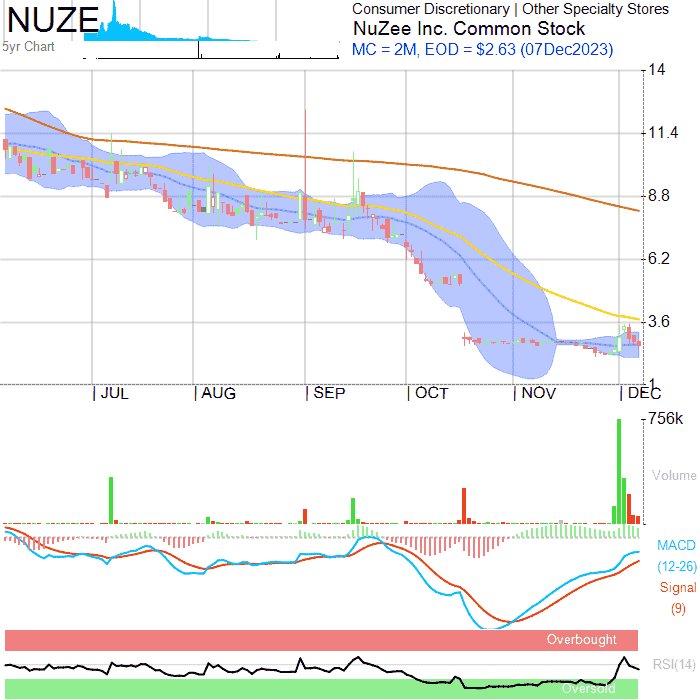 NUZE
5yr Chart
Consumer Discretionary | Other Specialty Stores
NuZee Inc. Common Stock
MC = 2M, EOD = $2.63 (07Dec2023)
14
11.4
8.8
6.2
3.6
1
JUL AUG SEP OCT NOV DEC
756k
Volume
MACD
(12-26)
Signal
(9)
Overbought
RSI(14)
Oversold